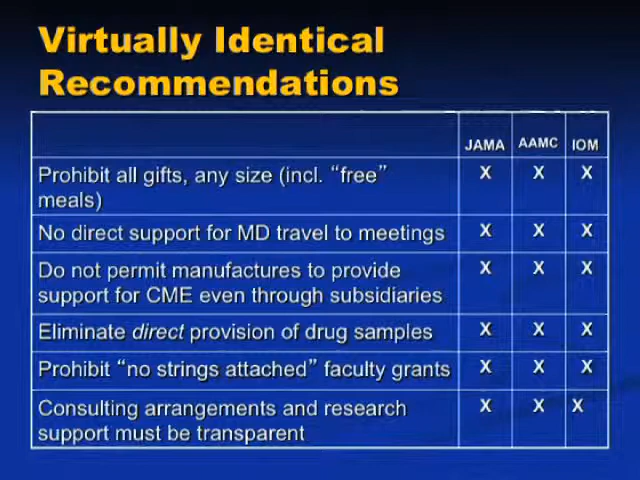 Virtually Identical
Recommendations
JAMA AAMC IOM
Prohibit all gifts, any size (incl. “free” X X X
meals)
No direct support for MD travel to meetings X X X
Do not permit manufactures to provide X X X
support for CME even through subsidiaries
Eliminate direct provision of drug samples X X X
Prohibit “no strings attached” faculty grants X X X
Consulting arrangements and research X X X
support must be transparent